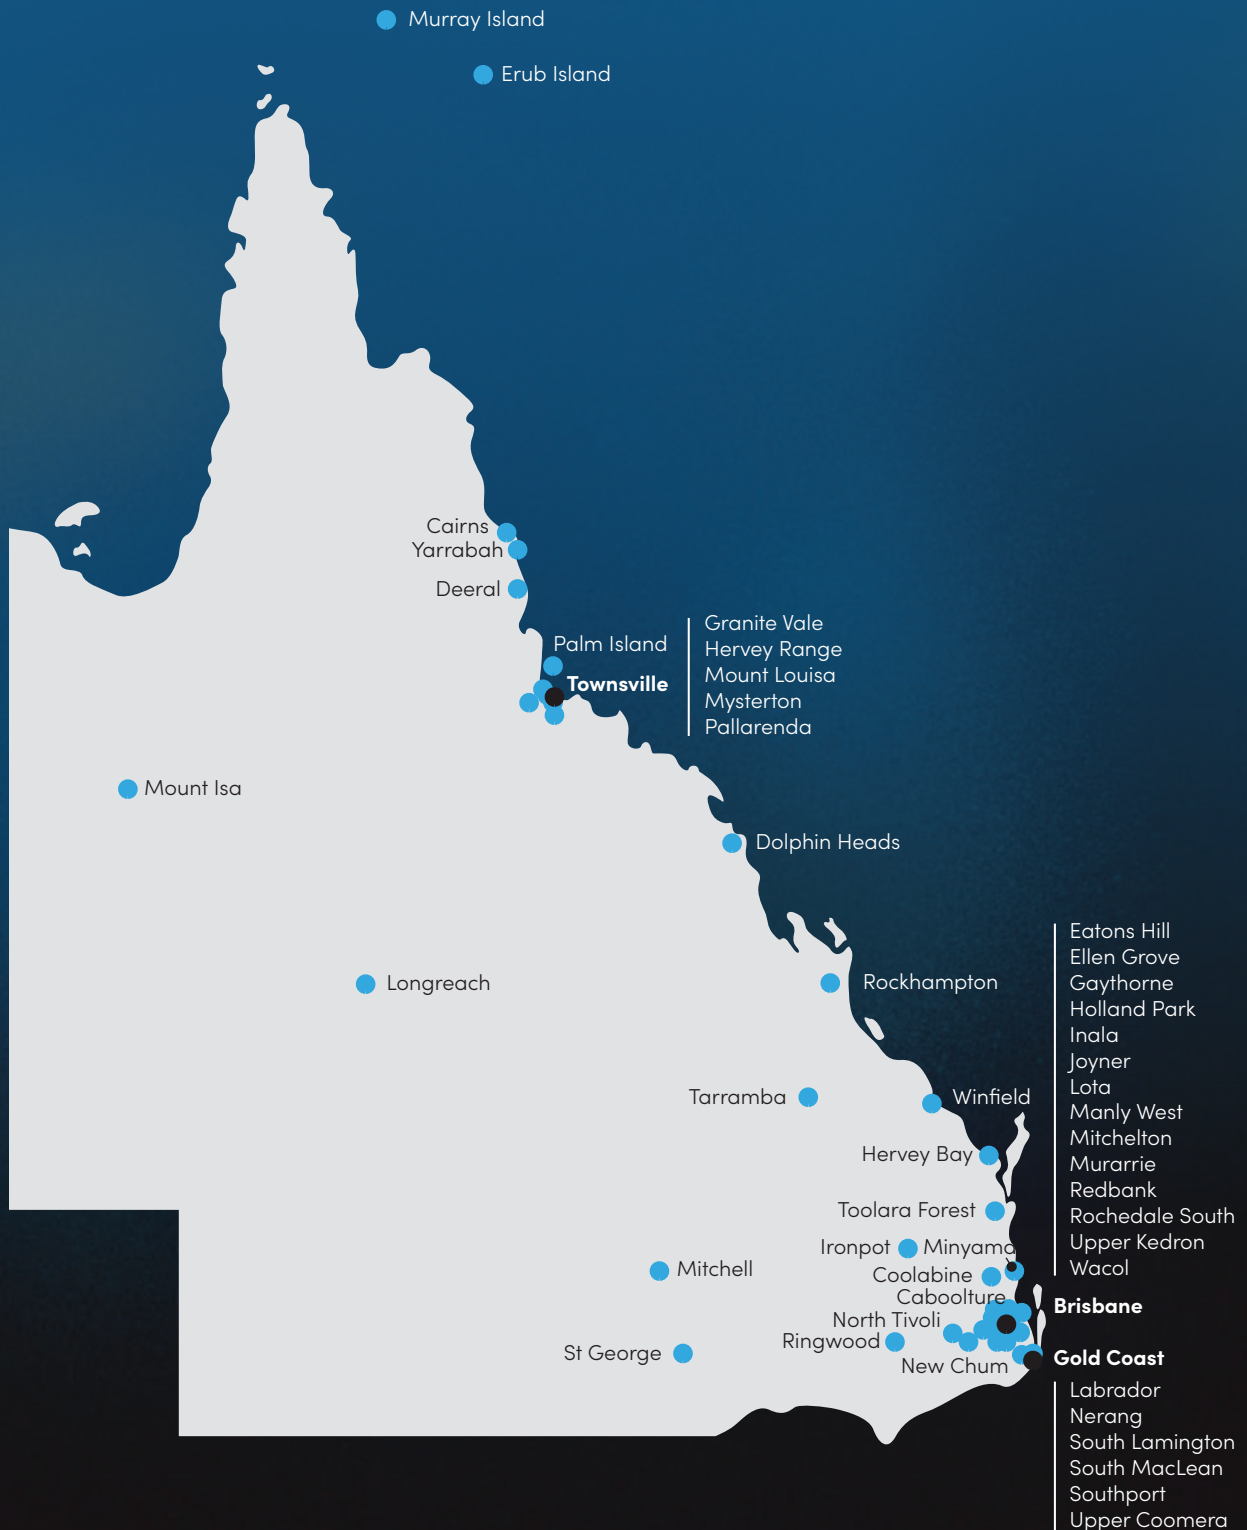 Murray Island
Erub Island
Cairns
Yarrabah
Deeral
Palm Island
Townsville
Granite Vale
Hervey Range
Mount Louisa
Mysterton
Pallarenda
Mount Isa
Dolphin Heads
Longreach
Rockhampton
Tarramba
Winfield
Hervey Bay
Toolara Forest
Ironpot
Minyama
Mitchell
Coolabine
Caboolture
North Tivoli
Ringwood
St George
New Chum
Eatons Hill
Ellen Grove
Gaythorne
Holland Park
Inala
Joyner
Lota
Manly West
Mitchelton
Murarrie
Redbank
Rochedale South
Upper Kedron
Wacol
Brisbane
Gold Coast
Labrador
Nerang
South Lamington
South MacLean
Southport
Upper Coomera